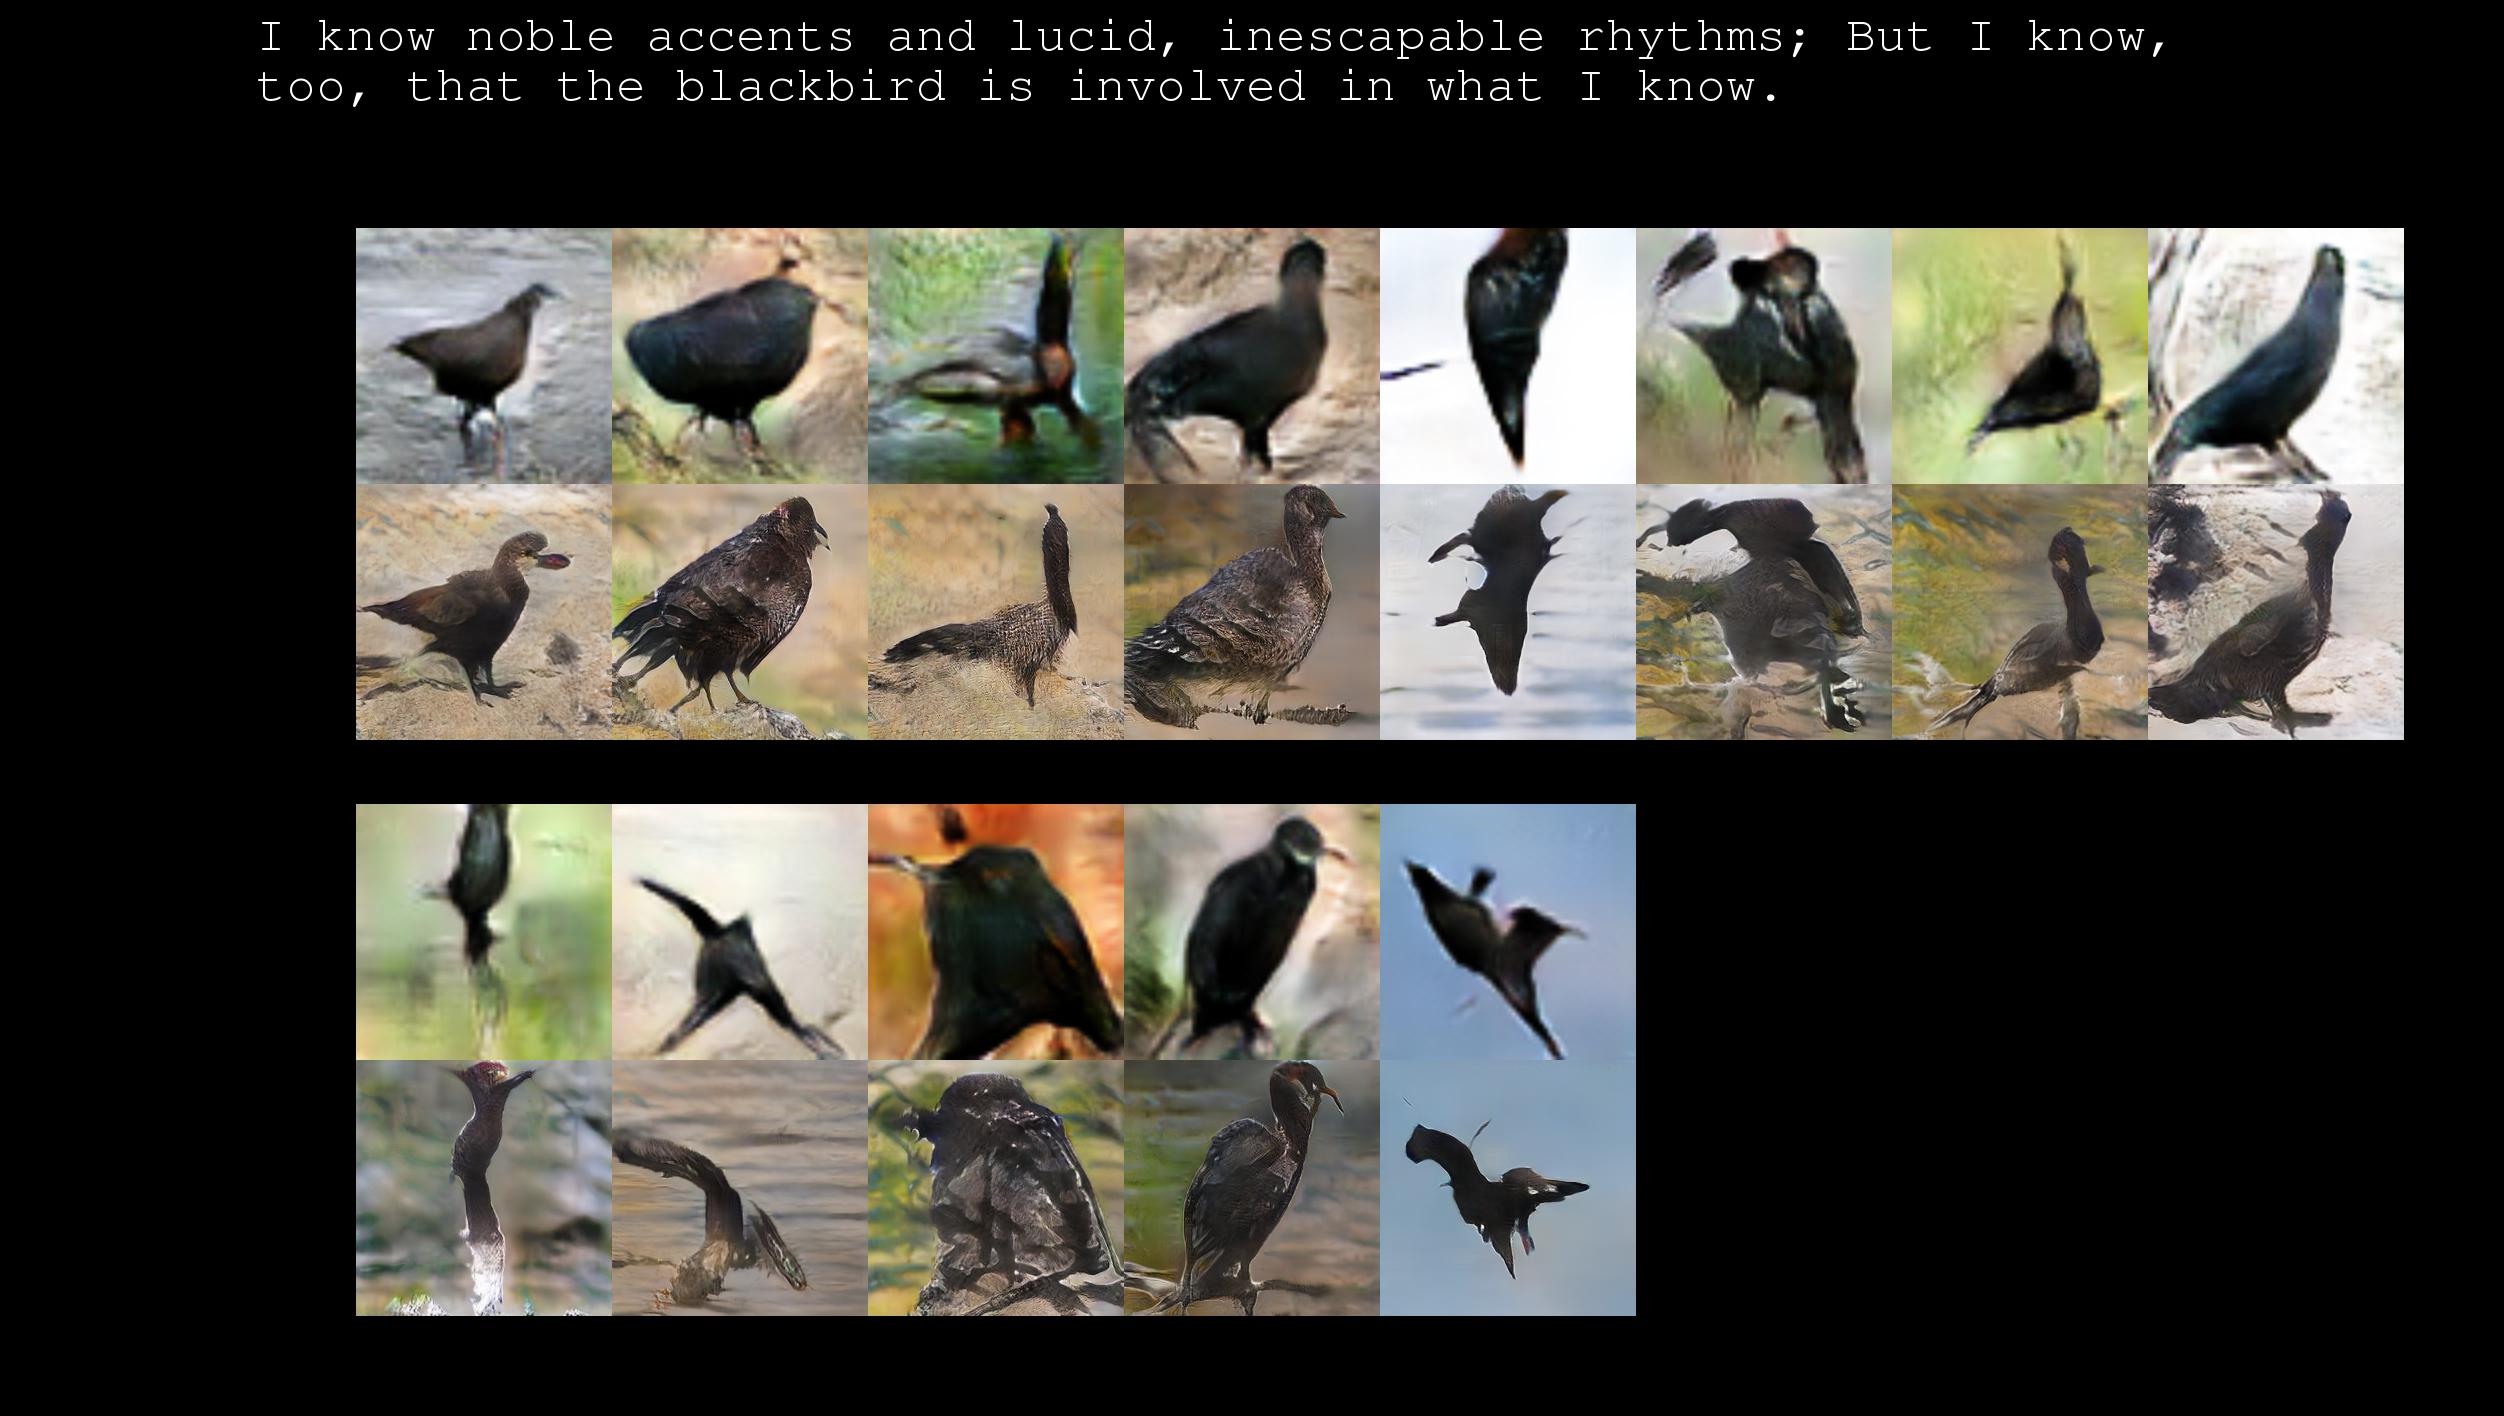 I know noble accents and lucid, inescapable rhythms; But I know,
too, that the blackbird is involved in what I know.